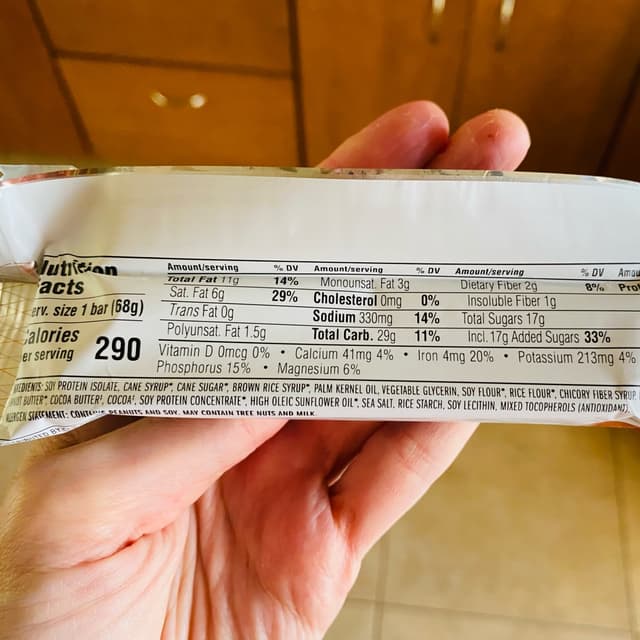 Nutrition
Facts
Serv. size 1 bar (68g)
Calories
per serving 290
Amount/serving % DV Amount/serving % DV Amount/serving % DV
Total Fat 11g 14% Monounsat. Fat 3g Dietary Fiber 2g 8%
Sat. Fat 6g 29% Cholesterol 0mg 0% Insoluble Fiber 1g
Trans Fat 0g Sodium 330mg 14% Total Sugars 17g
Polyunsat. Fat 1.5g Total Carb. 29g 11% Incl. 17g Added Sugars 33%
Vitamin D 0mcg 0% • Calcium 41mg 4% • Iron 4mg 20% • Potassium 213mg 4%
Phosphorus 15% • Magnesium 6%
INGREDIENTS: SOY PROTEIN ISOLATE, CANE SYRUP*, CANE SUGAR*, BROWN RICE SYRUP*, PALM KERNEL OIL, VEGETABLE GLYCERIN, SOY FLOUR*, RICE FLOUR*, CHICORY FIBER SYRUP,
BUTTER*, COCOA BUTTER‡, COCOA‡, SOY PROTEIN CONCENTRATE*, HIGH OLEIC SUNFLOWER OIL*, SEA SALT, RICE STARCH, SOY LECITHIN, MIXED TOCOPHEROLS (ANTIOXIDANT).
ALLERGEN STATEMENT: CONTAINS PEANUTS AND SOY. MAY CONTAIN TREE NUTS AND MILK.